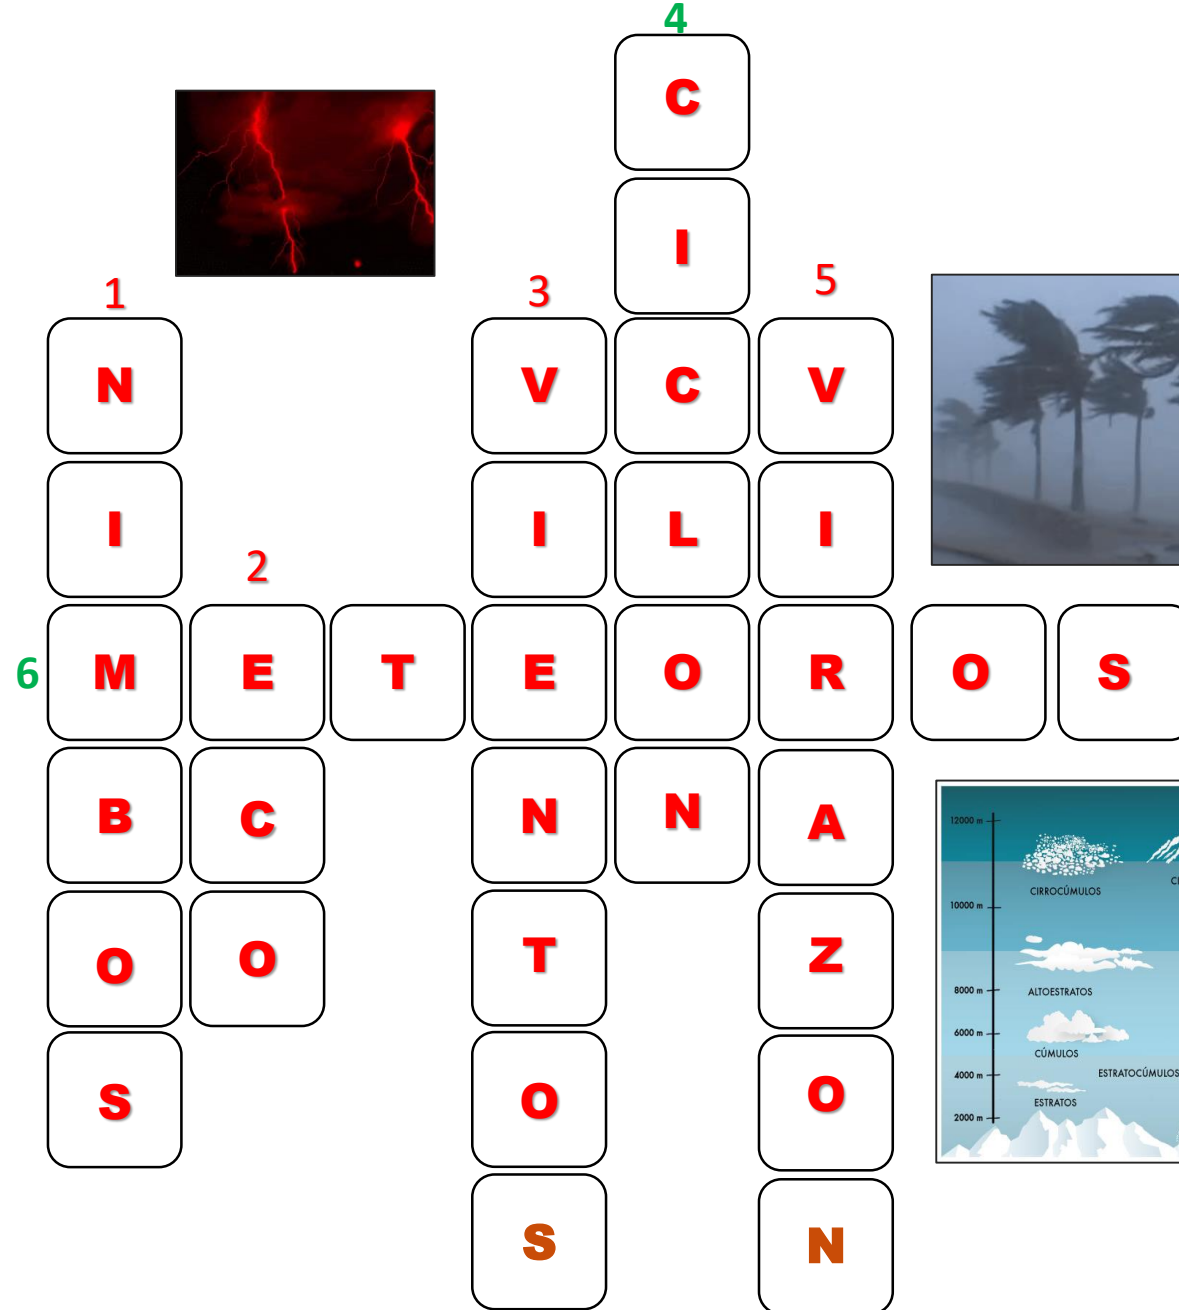 4
C
I
1
3
5
N
V C V
I
I L I
2
6 M E T E O R O S
B C
N N A
O O
T Z
S
O O
S N
12000 m
CIRROCÚMULOS
10000 m
8000 m
ALTOESTRATOS
6000 m
CÚMULOS
4000 m
ESTRATOCÚMULOS
ESTRATOS
2000 m